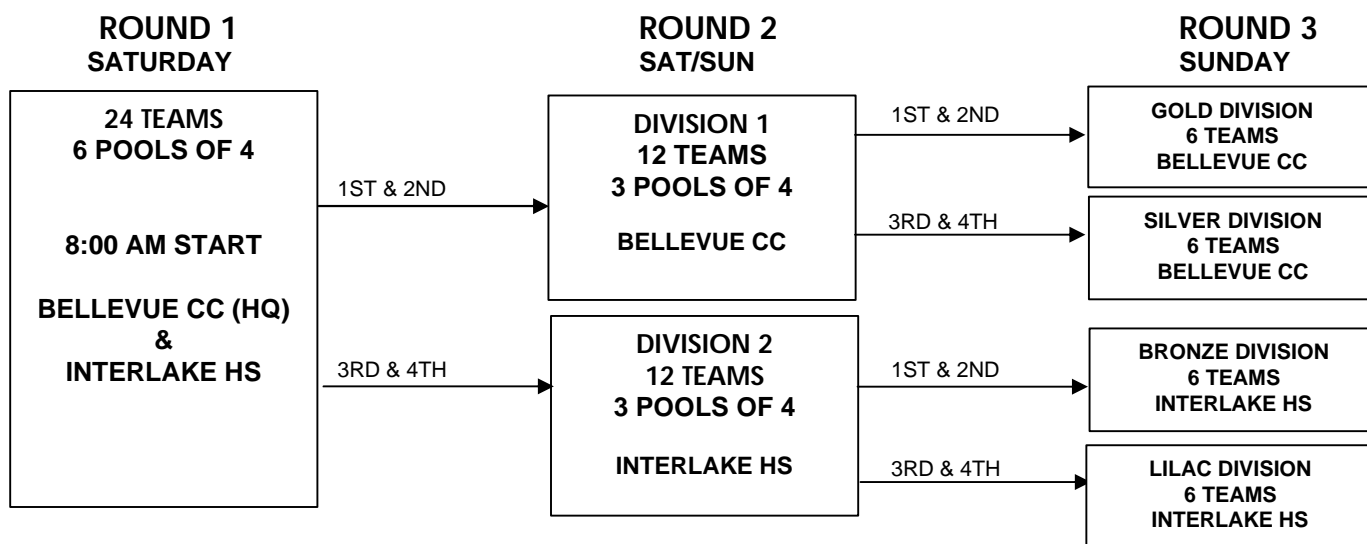 ROUND 1
SATURDAY
24 TEAMS
6 POOLS OF 4
8:00 AM START
BELLEVUE CC (HQ)
&
INTERLAKE HS
1ST & 2ND
3RD & 4TH
ROUND 2
SAT/SUN
DIVISION 1
12 TEAMS
3 POOLS OF 4
BELLEVUE CC
DIVISION 2
12 TEAMS
3 POOLS OF 4
INTERLAKE HS
1ST & 2ND
3RD & 4TH
1ST & 2ND
3RD & 4TH
ROUND 3
SUNDAY
GOLD DIVISION
6 TEAMS
BELLEVUE CC
SILVER DIVISION
6 TEAMS
BELLEVUE CC
BRONZE DIVISION
6 TEAMS
INTERLAKE HS
LILAC DIVISION
6 TEAMS
INTERLAKE HS